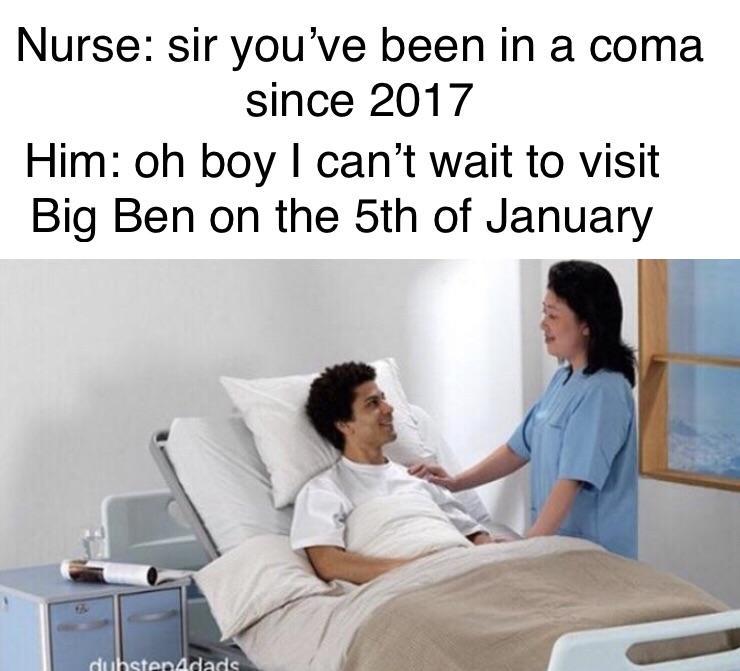 Nurse: sir you’ve been in a coma
since 2017
Him: oh boy I can’t wait to visit
Big Ben on the 5th of January
dubstep4dads